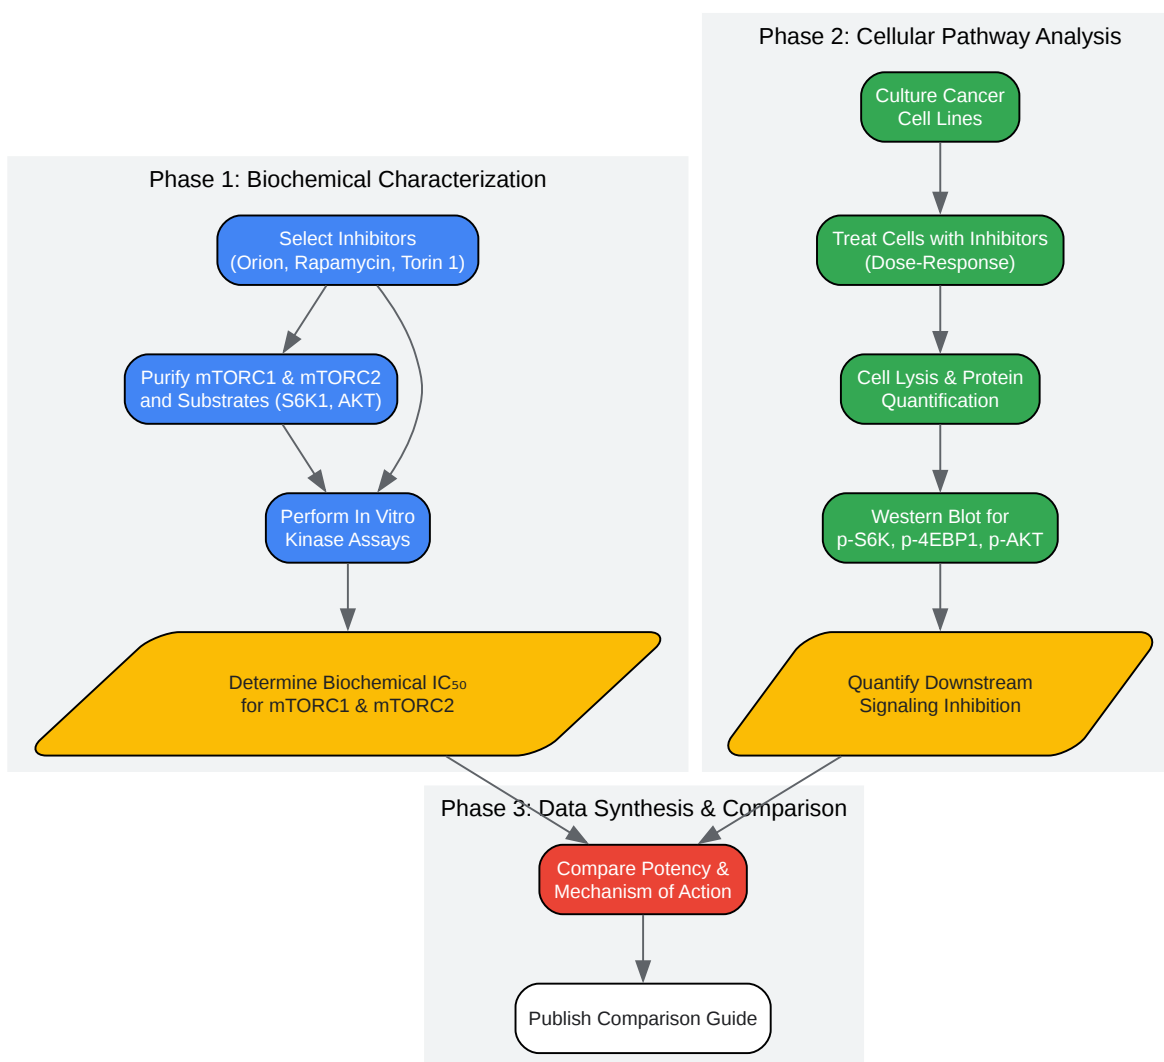 Phase 1: Biochemical Characterization
Select Inhibitors
(Orion, Rapamycin, Torin 1)
Purify mTORC1 & mTORC2
and Substrates (S6K1, AKT)
Perform In Vitro
Kinase Assays
Determine Biochemical IC₅₀
for mTORC1 & mTORC2
Phase 2: Cellular Pathway Analysis
Culture Cancer
Cell Lines
Treat Cells with Inhibitors
(Dose-Response)
Cell Lysis & Protein
Quantification
Western Blot for
p-S6K, p-4EBP1, p-AKT
Quantify Downstream
Signaling Inhibition
Phase 3: Data Synthesis & Comparison
Compare Potency &
Mechanism of Action
Publish Comparison Guide